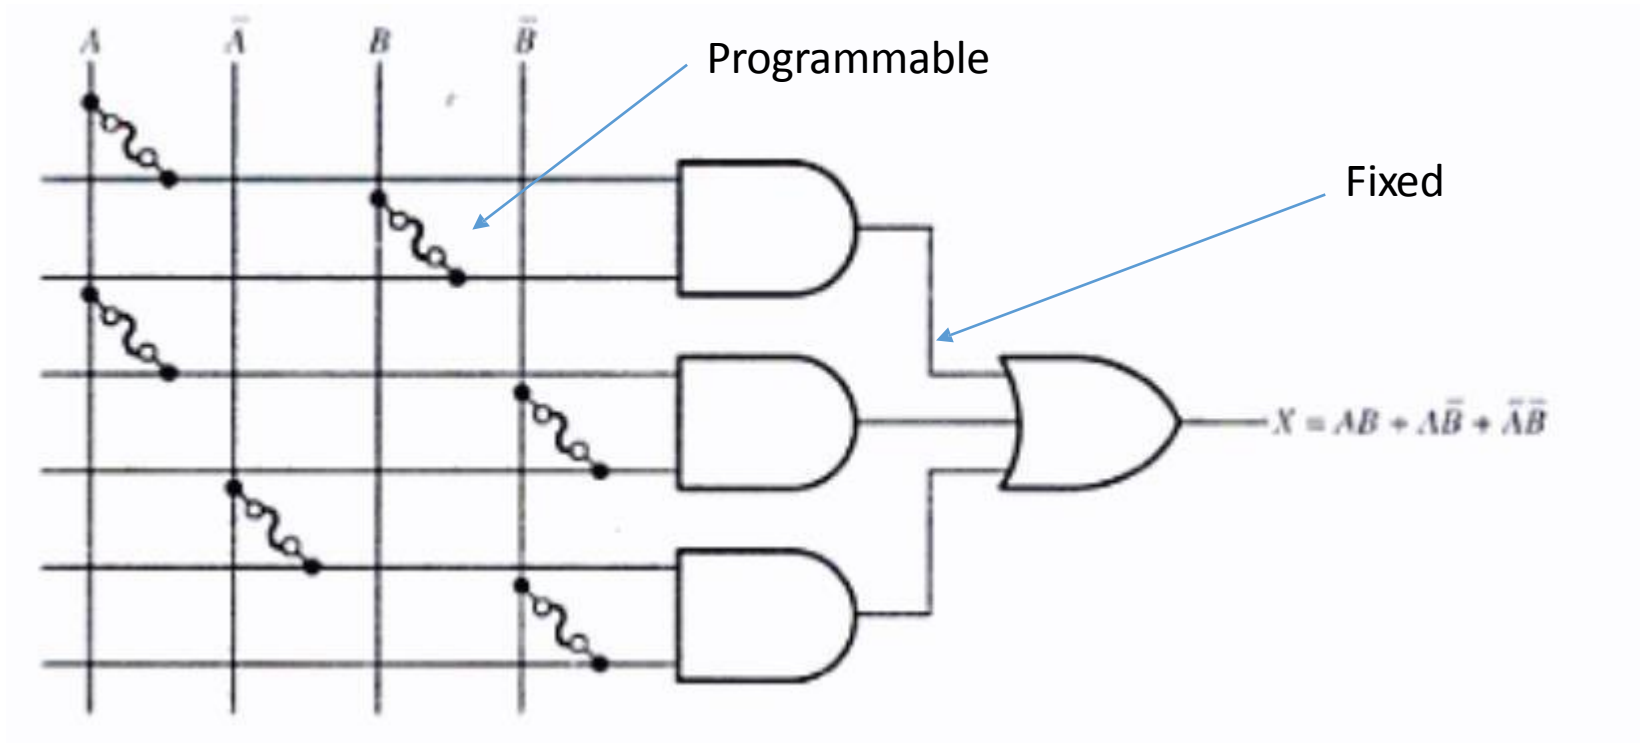 A Ā B B̄
Programmable
Fixed
X = AB + AB̄ + ĀB̄